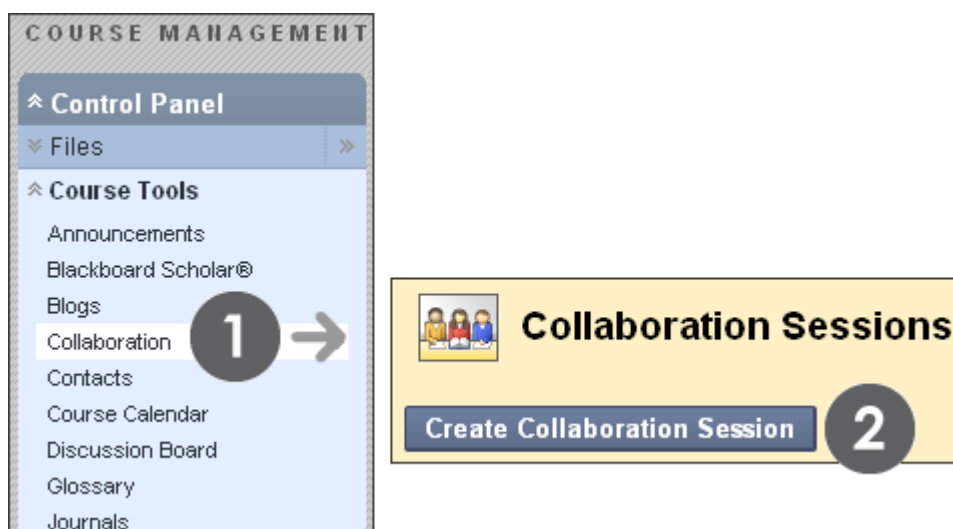 COURSE MANAGEMENT
Control Panel
Files
Course Tools
Announcements
Blackboard Scholar®
Blogs
Collaboration
1
Contacts
Course Calendar
Discussion Board
Glossary
Journals
Collaboration Sessions
Create Collaboration Session
2